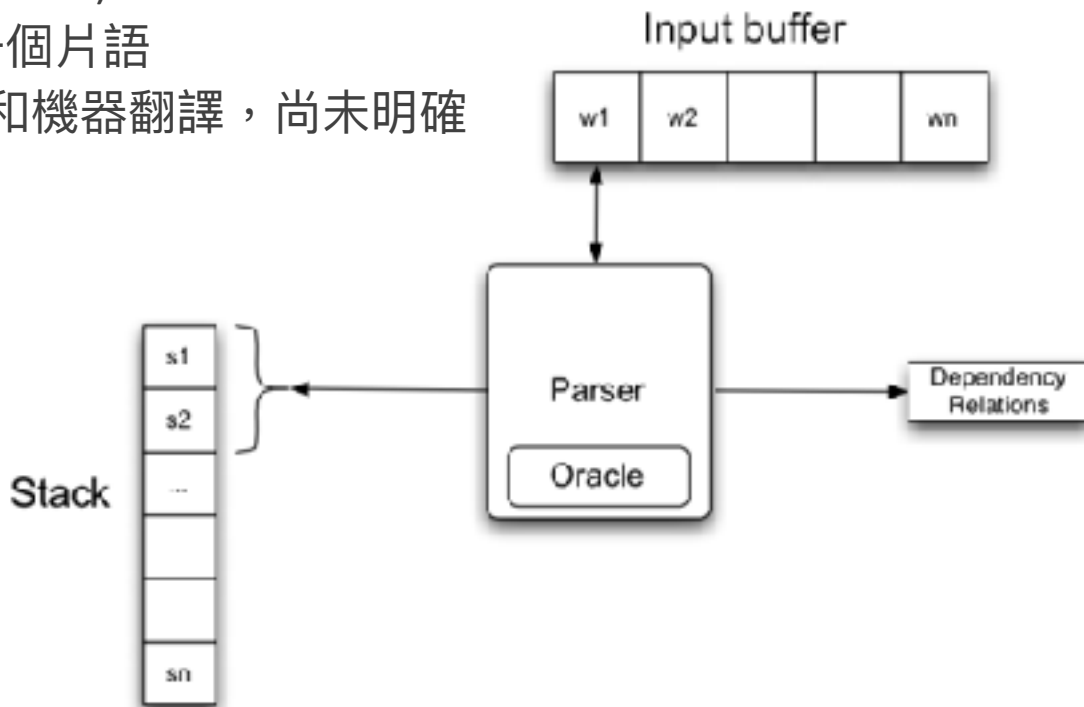 個片語
和機器翻譯，尚未明確
Input buffer
w1 w2 wn
s1
s2
...
sn
Stack
Parser
Oracle
Dependency
Relations